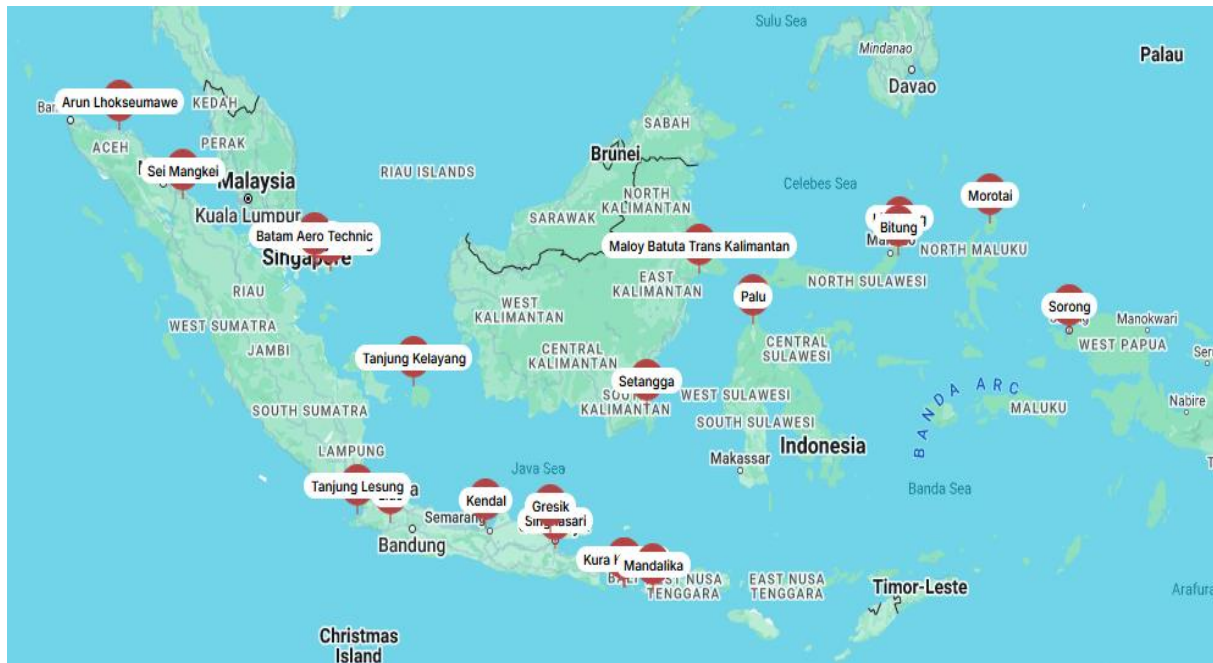 Sulu Sea
Mindanao
Palau
Davao
Arun Lhokseumawe
KEDAH
ACEH
PERAK
SABAH
Brunei
Sei Mangkei
Malaysia
RIAU ISLANDS
Celebes Sea
Morotai
Kuala Lumpur
NORTH
KALIMANTAN
SARAWAK
Bitung
Batam Aero Technic
Maloy Batuta Trans Kalimantan
NORTH MALUKU
Singapore
EAST
KALIMANTAN
NORTH SULAWESI
RIAU
Palu
WEST
KALIMANTAN
Sorong
Manokwari
WEST SUMATRA
WEST PAPUA
CENTRAL
SULAWESI
JAMBI
CENTRAL
KALIMANTAN
Tanjung Kelayang
Setangga
WEST SULAWESI
BANDA ARC
Nabire
SOUTH SUMATRA
KALIMANTAN
MALUKU
SOUTH SULAWESI
Indonesia
LAMPUNG
Makassar
Java Sea
Banda Sea
Tanjung Lesung
Kendal
Gresik
Semarang
Bandung
Kura
Mandalika
NUSA
TENGGARA
EAST NUSA
TENGGARA
Timor-Leste
Christmas
Island